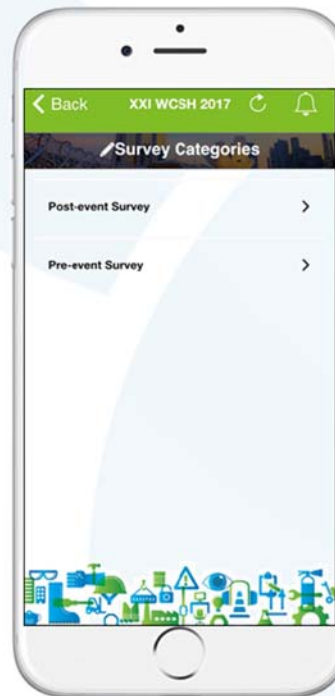 Back XXI WCSH 2017
Survey Categories
Post-event Survey
Pre-event Survey